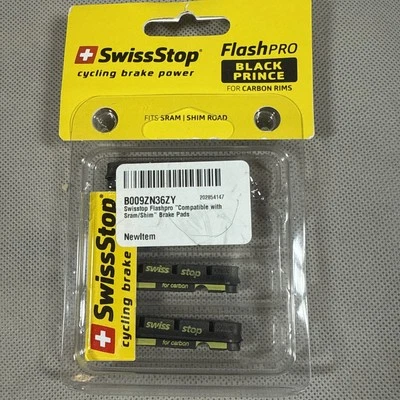 SwissStop®
cycling brake power
FlashPRO
BLACK
PRINCE
FOR CARBON RIMS
FITS SRAM | SHIM ROAD
B009ZN36ZY
202854147
Swisstop Flashpro "Compatible with
Sram/Shim" Brake Pads
NewItem
SwissStop®
cycling brake
swiss stop
for carbon
swiss stop
for carbon